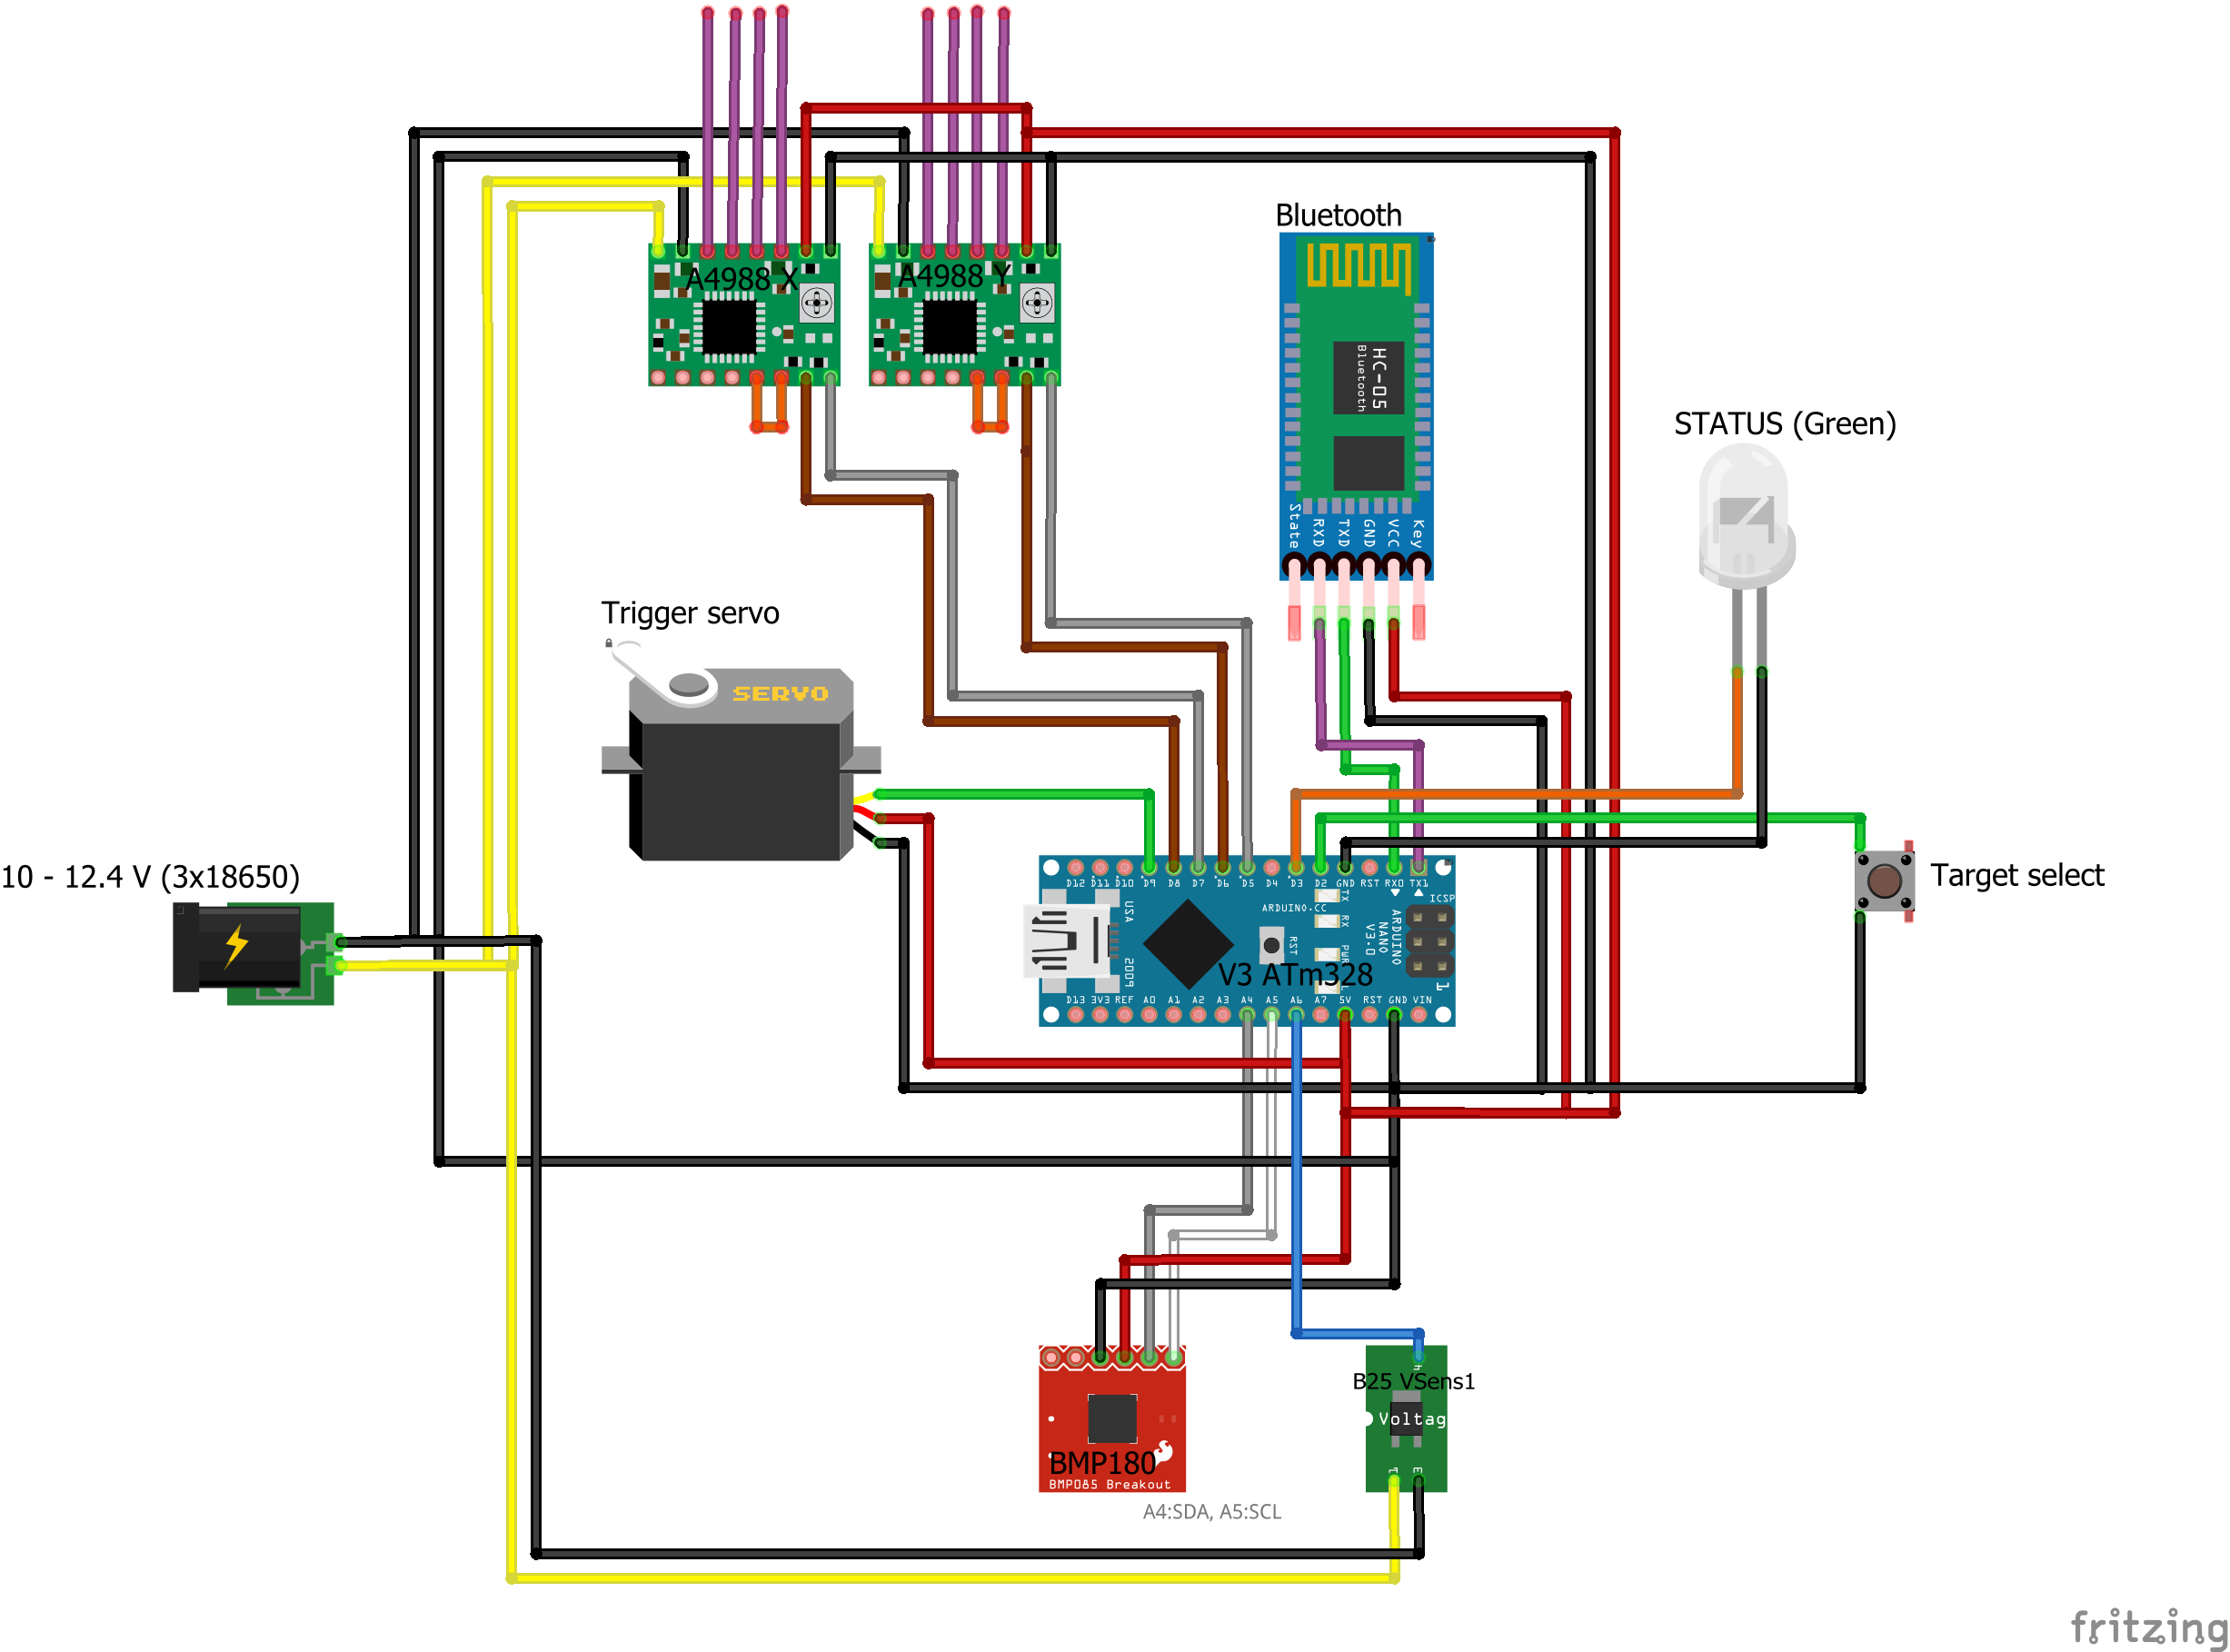 A4988 X
A4988 Y
Bluetooth
HC-05
Bluetooth
State
RXD
TXD
GND
VCC
Key
STATUS (Green)
Trigger servo
SERVO
10 - 12.4 V (3x18650)
Target select
D12 D11 D10 D9 D8 D7 D6 D5 D4 D3 D2 GND RST RX0 TX1
USA
2009
ARDUINO.CC
TX
RX
RST
PWR
L
ARDUINO
NANO
V3.0
ICSP
1
V3 ATm328
D13 3V3 REF A0 A1 A2 A3 A4 A5 A6 A7 5V RST GND VIN
BMP180
BMP085 Breakout
A4:SDA, A5:SCL
B25 VSens1
Voltag
fritzing